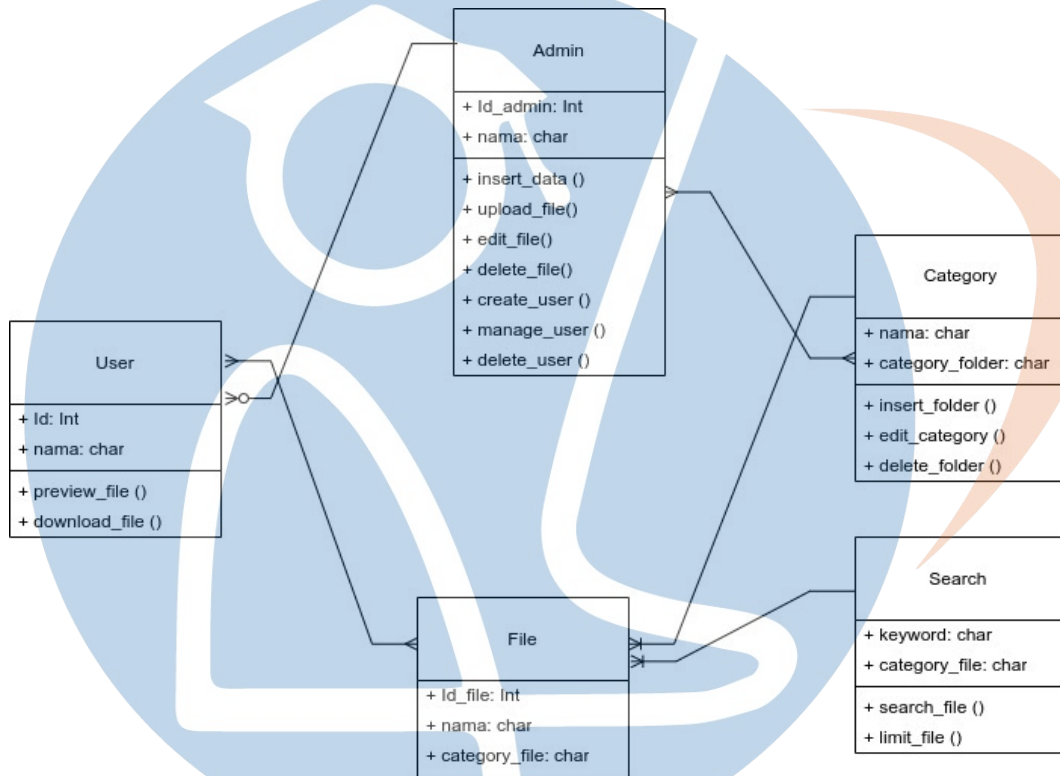 Admin
+ Id_admin: Int
+ nama: char
+ insert_data ()
+ upload_file()
+ edit_file()
+ delete_file()
+ create_user ()
+ manage_user ()
+ delete_user ()
Category
+ nama: char
+ category_folder: char
+ insert_folder ()
+ edit_category ()
+ delete_folder ()
User
+ Id: Int
+ nama: char
+ preview_file ()
+ download_file ()
Search
+ keyword: char
+ category_file: char
+ search_file ()
+ limit_file ()
File
+ Id_file: Int
+ nama: char
+ category_file: char